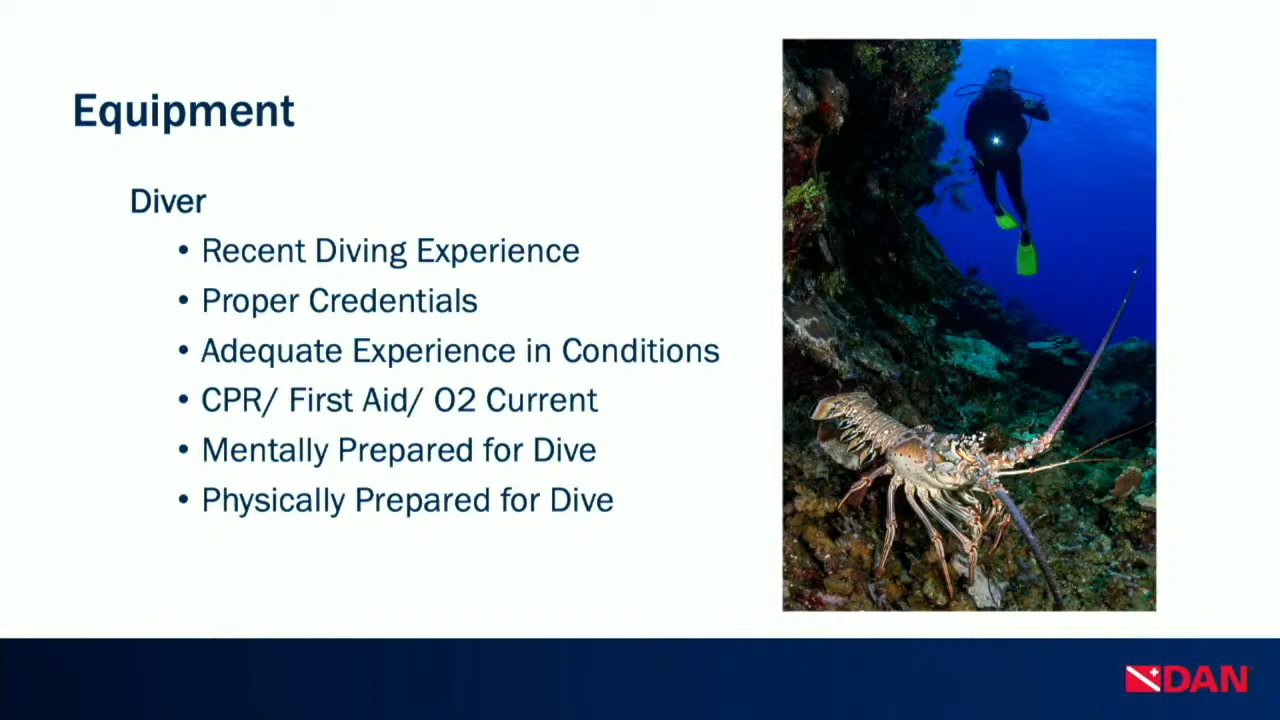 Equipment
Diver
• Recent Diving Experience
• Proper Credentials
• Adequate Experience in Conditions
• CPR/ First Aid/ O2 Current
• Mentally Prepared for Dive
• Physically Prepared for Dive
DAN